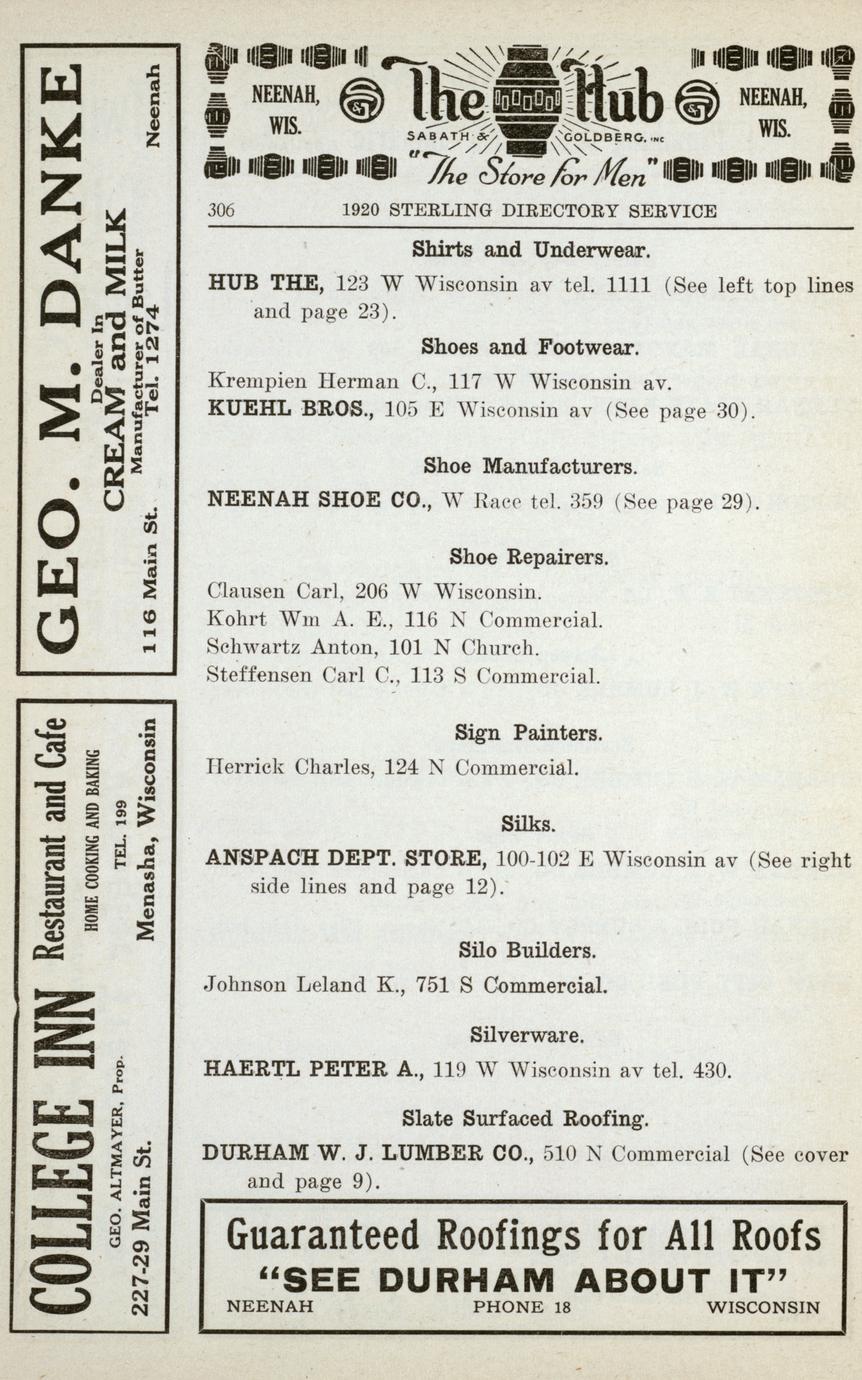 NEENAH,
WIS.
The Hub
SABATH & GOLDBERG, INC
"The Store for Men"
NEENAH,
WIS.
306 1920 STERLING DIRECTORY SERVICE
Shirts and Underwear.
HUB THE, 123 W Wisconsin av tel. 1111 (See left top lines
and page 23).
Shoes and Footwear.
Krempien Herman C., 117 W Wisconsin av.
KUEHL BROS., 105 E Wisconsin av (See page 30).
Shoe Manufacturers.
NEENAH SHOE CO., W Race tel. 359 (See page 29).
Shoe Repairers.
Clausen Carl, 206 W Wisconsin.
Kohrt Wm A. E., 116 N Commercial.
Schwartz Anton, 101 N Church.
Steffensen Carl C., 113 S Commercial.
Sign Painters.
Herrick Charles, 124 N Commercial.
Silks.
ANSPACH DEPT. STORE, 100-102 E Wisconsin av (See right
side lines and page 12).
Silo Builders.
Johnson Leland K., 751 S Commercial.
Silverware.
HAERTL PETER A., 119 W Wisconsin av tel. 430.
Slate Surfaced Roofing.
DURHAM W. J. LUMBER CO., 510 N Commercial (See cover
and page 9).
Guaranteed Roofings for All Roofs
"SEE DURHAM ABOUT IT"
NEENAH PHONE 18 WISCONSIN
GEO. M. DANKE
Dealer In
CREAM and MILK
Manufacturer of Butter
116 Main St. Tel. 1274 Neenah
COLLEGE INN Restaurant and Cafe
HOME COOKING AND BAKING
GEO. ALTMAYER, Prop. TEL. 199
227-29 Main St. Menasha, Wisconsin